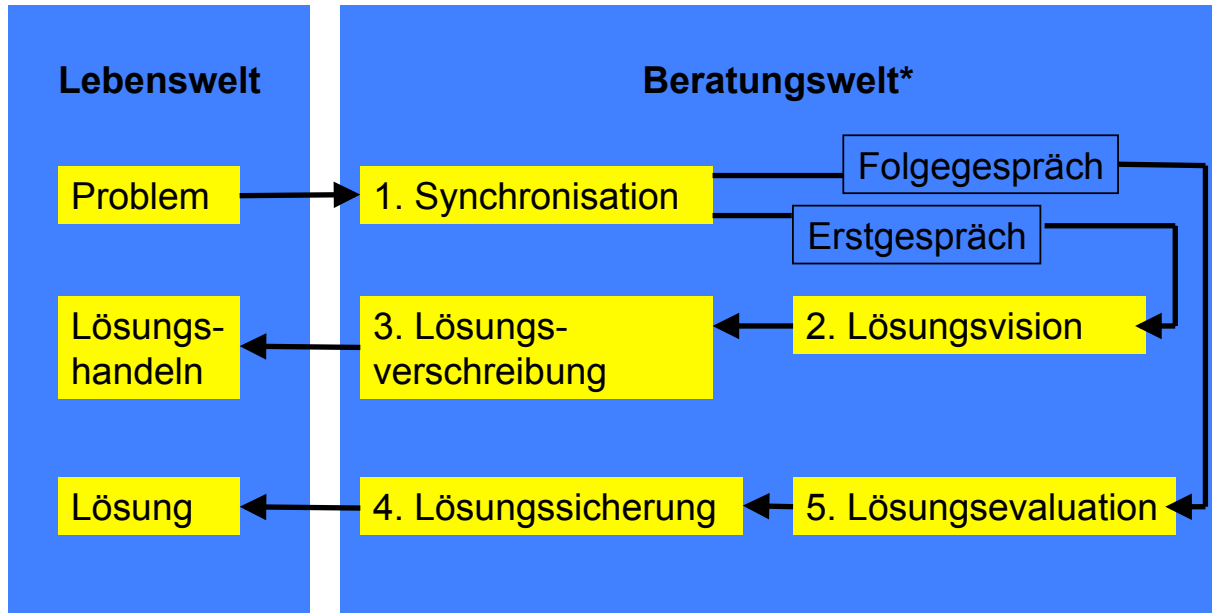 Lebenswelt
Beratungswelt*
Problem
1. Synchronisation
Folgegespräch
Erstgespräch
Lösungs-
handeln
3. Lösungs-
verschreibung
2. Lösungsvision
Lösung
4. Lösungssicherung
5. Lösungsevaluation